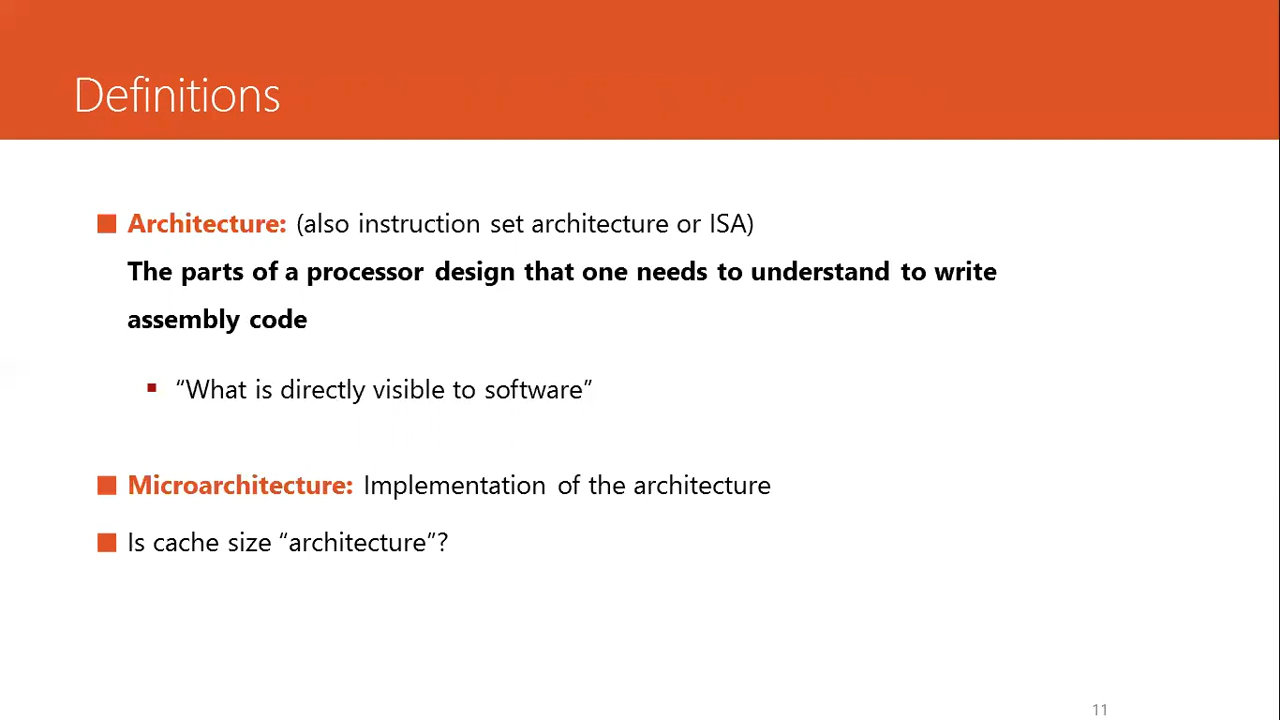 Definitions
Architecture: (also instruction set architecture or ISA)
The parts of a processor design that one needs to understand to write
assembly code
“What is directly visible to software”
Microarchitecture: Implementation of the architecture
Is cache size “architecture”?
11